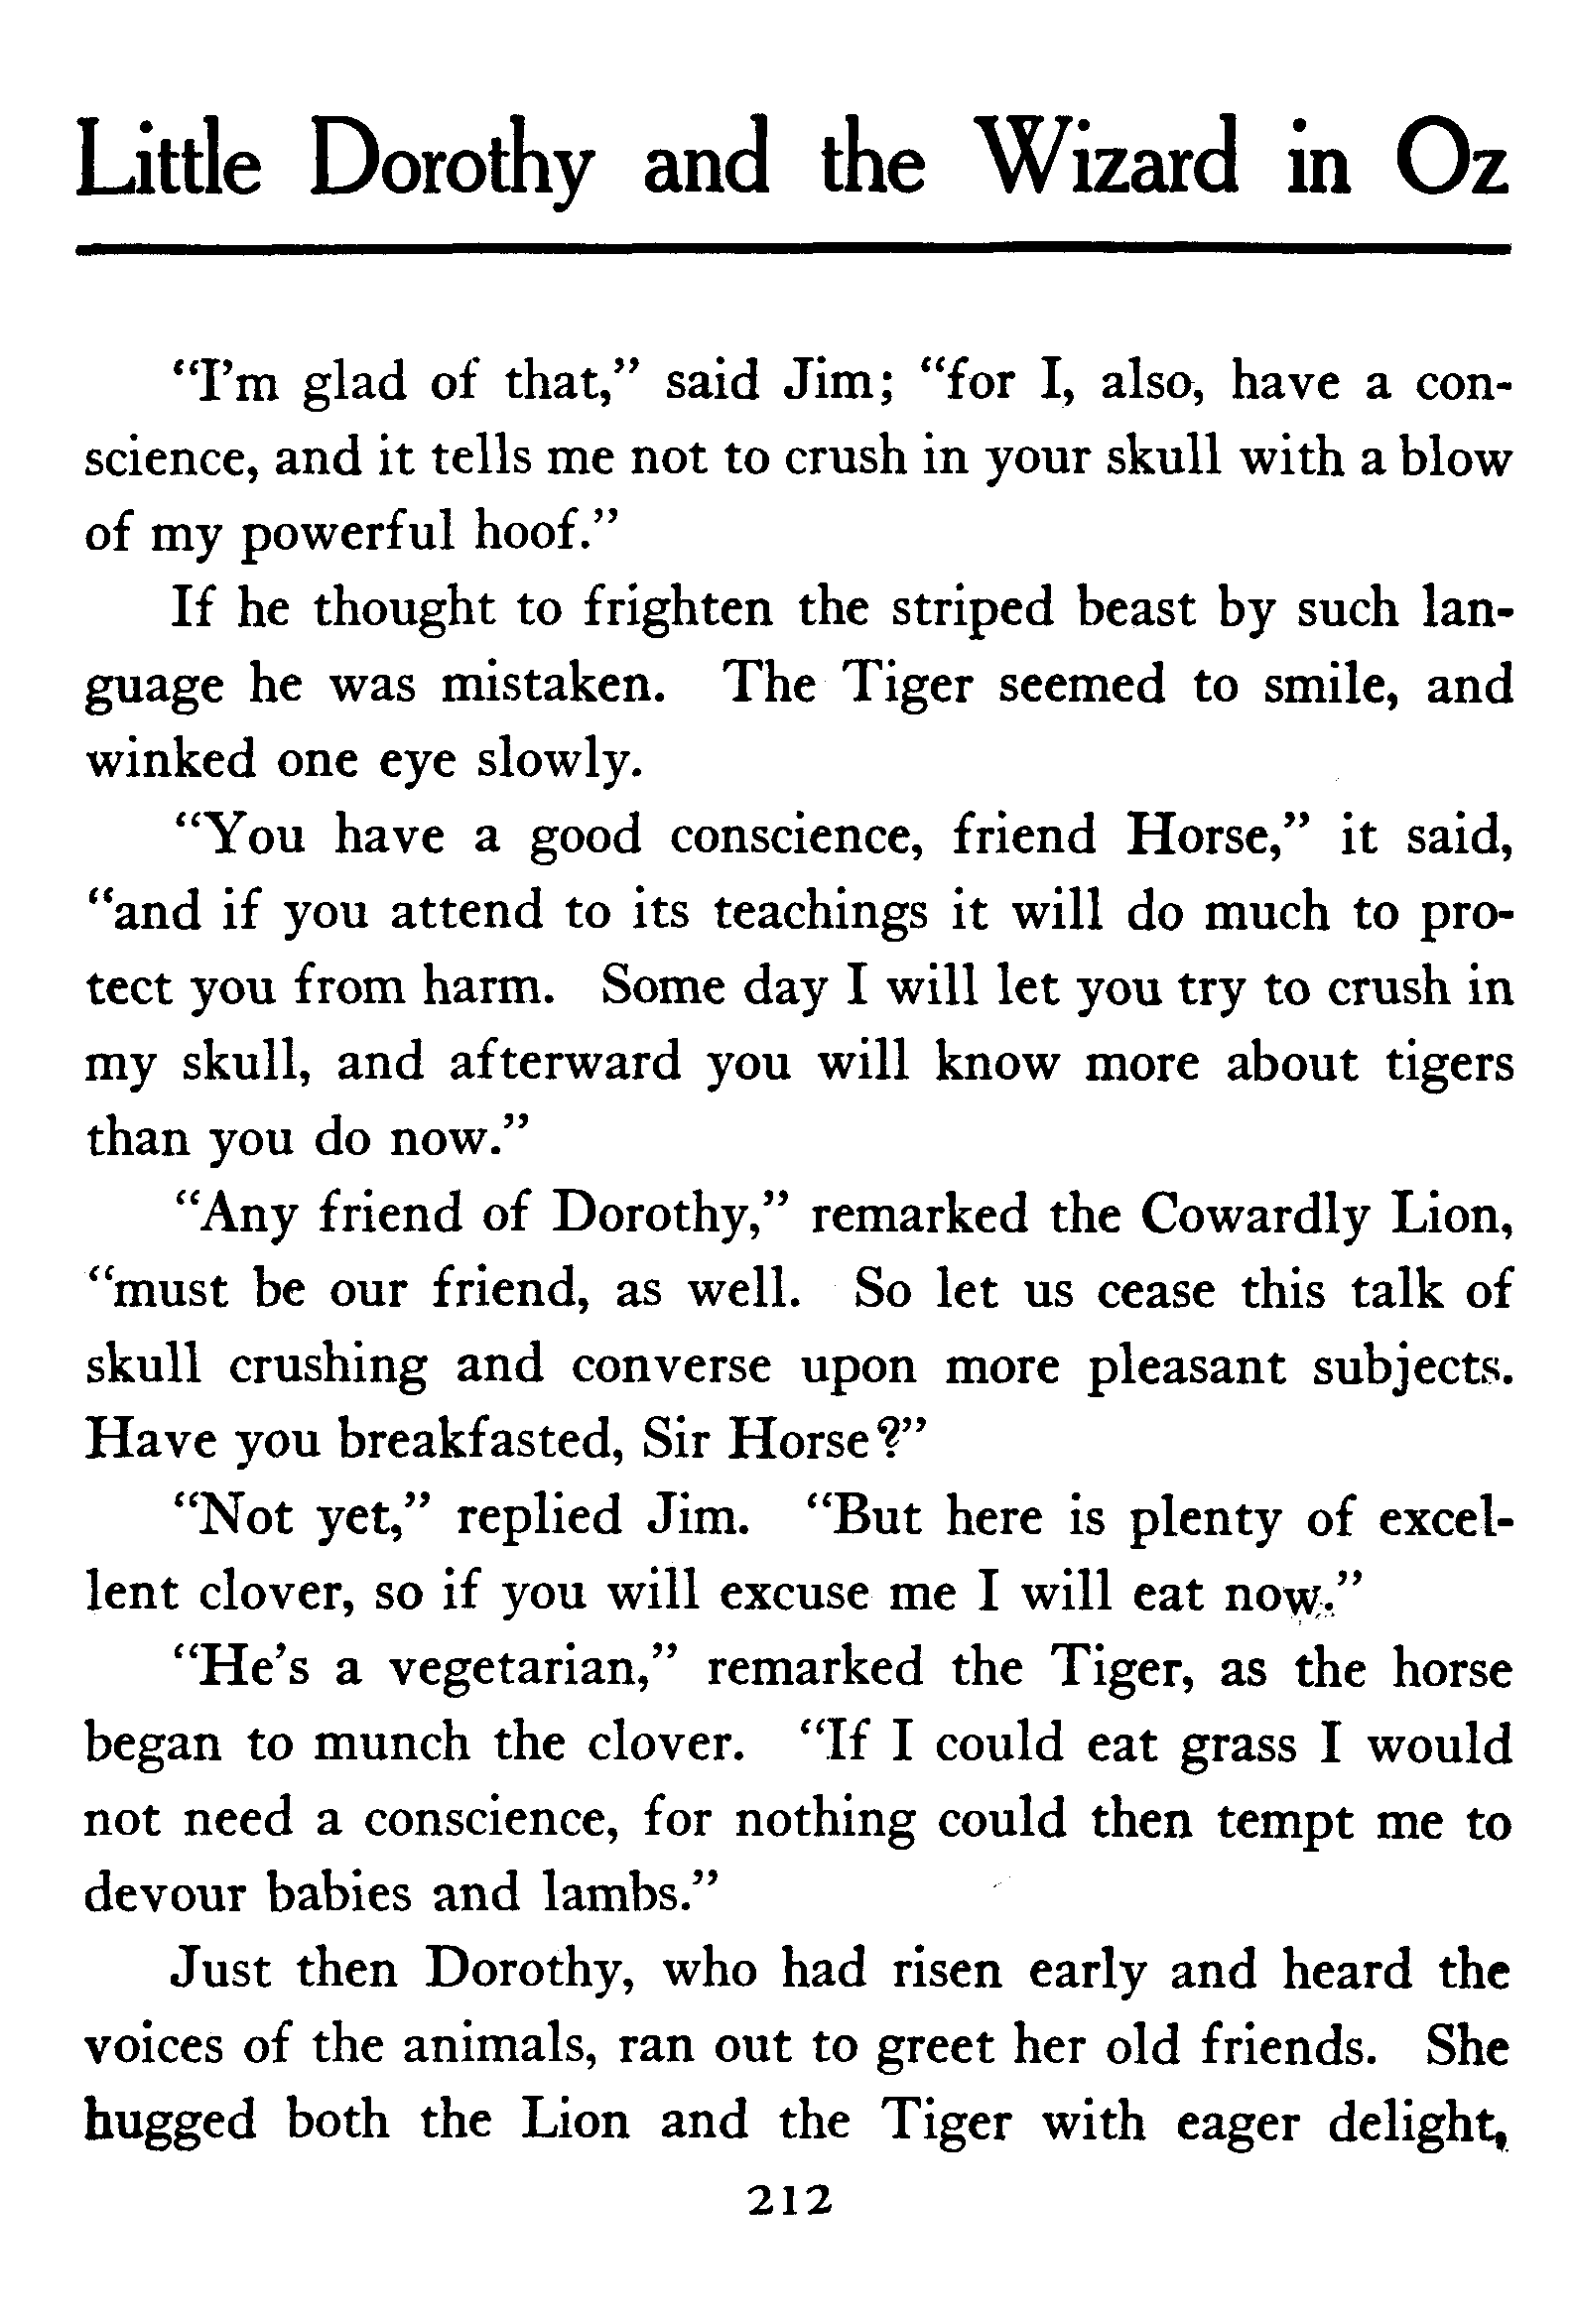 Little Dorothy and the Wizard in Oz
“I’m glad of that,” said Jim; “for I, also, have a con-
science, and it tells me not to crush in your skull with a blow
of my powerful hoof.”
If he thought to frighten the striped beast by such lan-
guage he was mistaken. The Tiger seemed to smile, and
winked one eye slowly.
“You have a good conscience, friend Horse,” it said,
“and if you attend to its teachings it will do much to pro-
tect you from harm. Some day I will let you try to crush in
my skull, and afterward you will know more about tigers
than you do now.”
“Any friend of Dorothy,” remarked the Cowardly Lion,
“must be our friend, as well. So let us cease this talk of
skull crushing and converse upon more pleasant subjects.
Have you breakfasted, Sir Horse?”
“Not yet,” replied Jim. “But here is plenty of excel-
lent clover, so if you will excuse me I will eat now.”
“He’s a vegetarian,” remarked the Tiger, as the horse
began to munch the clover. “If I could eat grass I would
not need a conscience, for nothing could then tempt me to
devour babies and lambs.”
Just then Dorothy, who had risen early and heard the
voices of the animals, ran out to greet her old friends. She
hugged both the Lion and the Tiger with eager delight,
212